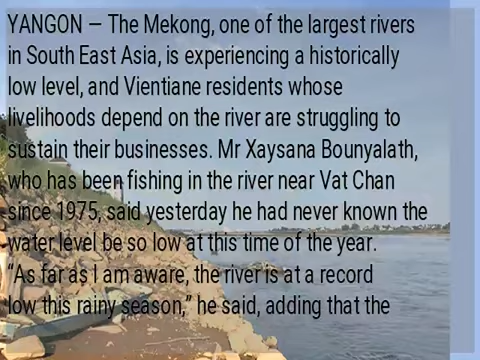 YANGON — The Mekong, one of the largest rivers
in South East Asia, is experiencing a historically
low level, and Vientiane residents whose
livelihoods depend on the river are struggling to
sustain their businesses. Mr Xaysana Bounyalath,
who has been fishing in the river near Vat Chan
since 1975, said yesterday he had never known the
water level be so low at this time of the year.
“As far as I am aware, the river is at a record
low this rainy season,” he said, adding that the